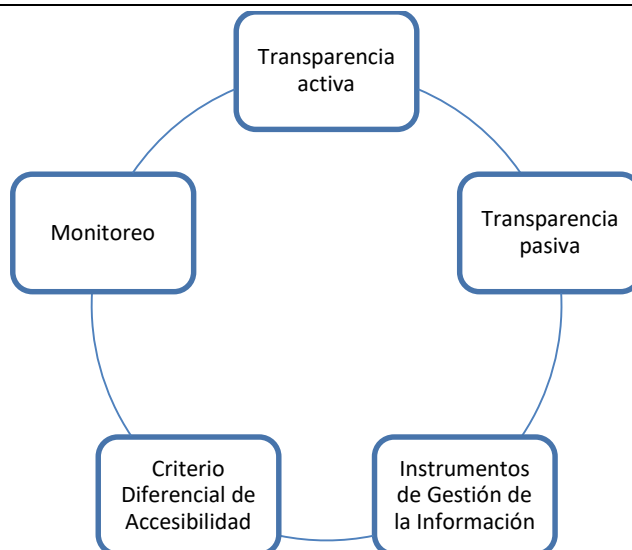 Transparencia
activa
Transparencia
pasiva
Instrumentos
de Gestión de
la Información
Criterio
Diferencial de
Accesibilidad
Monitoreo